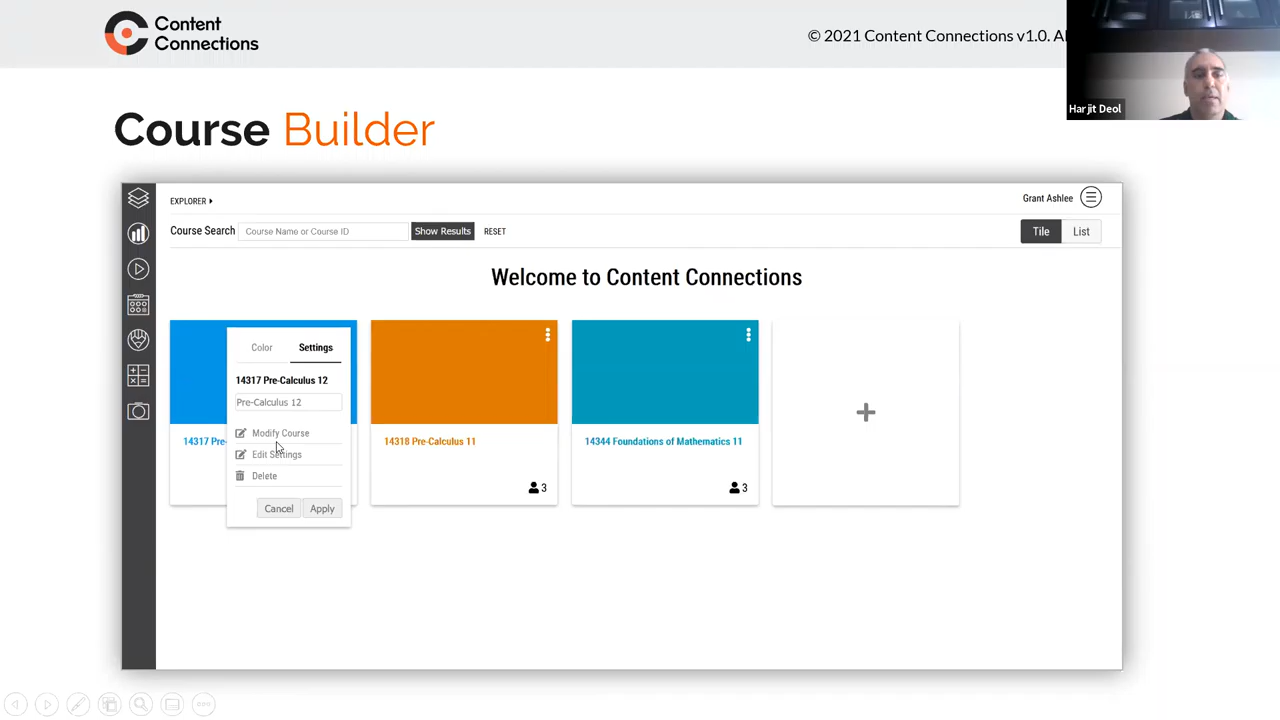 Content
Connections
© 2021 Content Connections v1.0. Al
Harjit Deol
Course Builder
EXPLORER
Grant Ashlee
Course Search
Course Name or Course ID
Show Results
RESET
Tile
List
Welcome to Content Connections
Color
Settings
14317 Pre-Calculus 12
Pre-Calculus 12
Modify Course
Edit Settings
Delete
Cancel
Apply
14317 Pre-
14318 Pre-Calculus 11
3
14344 Foundations of Mathematics 11
3